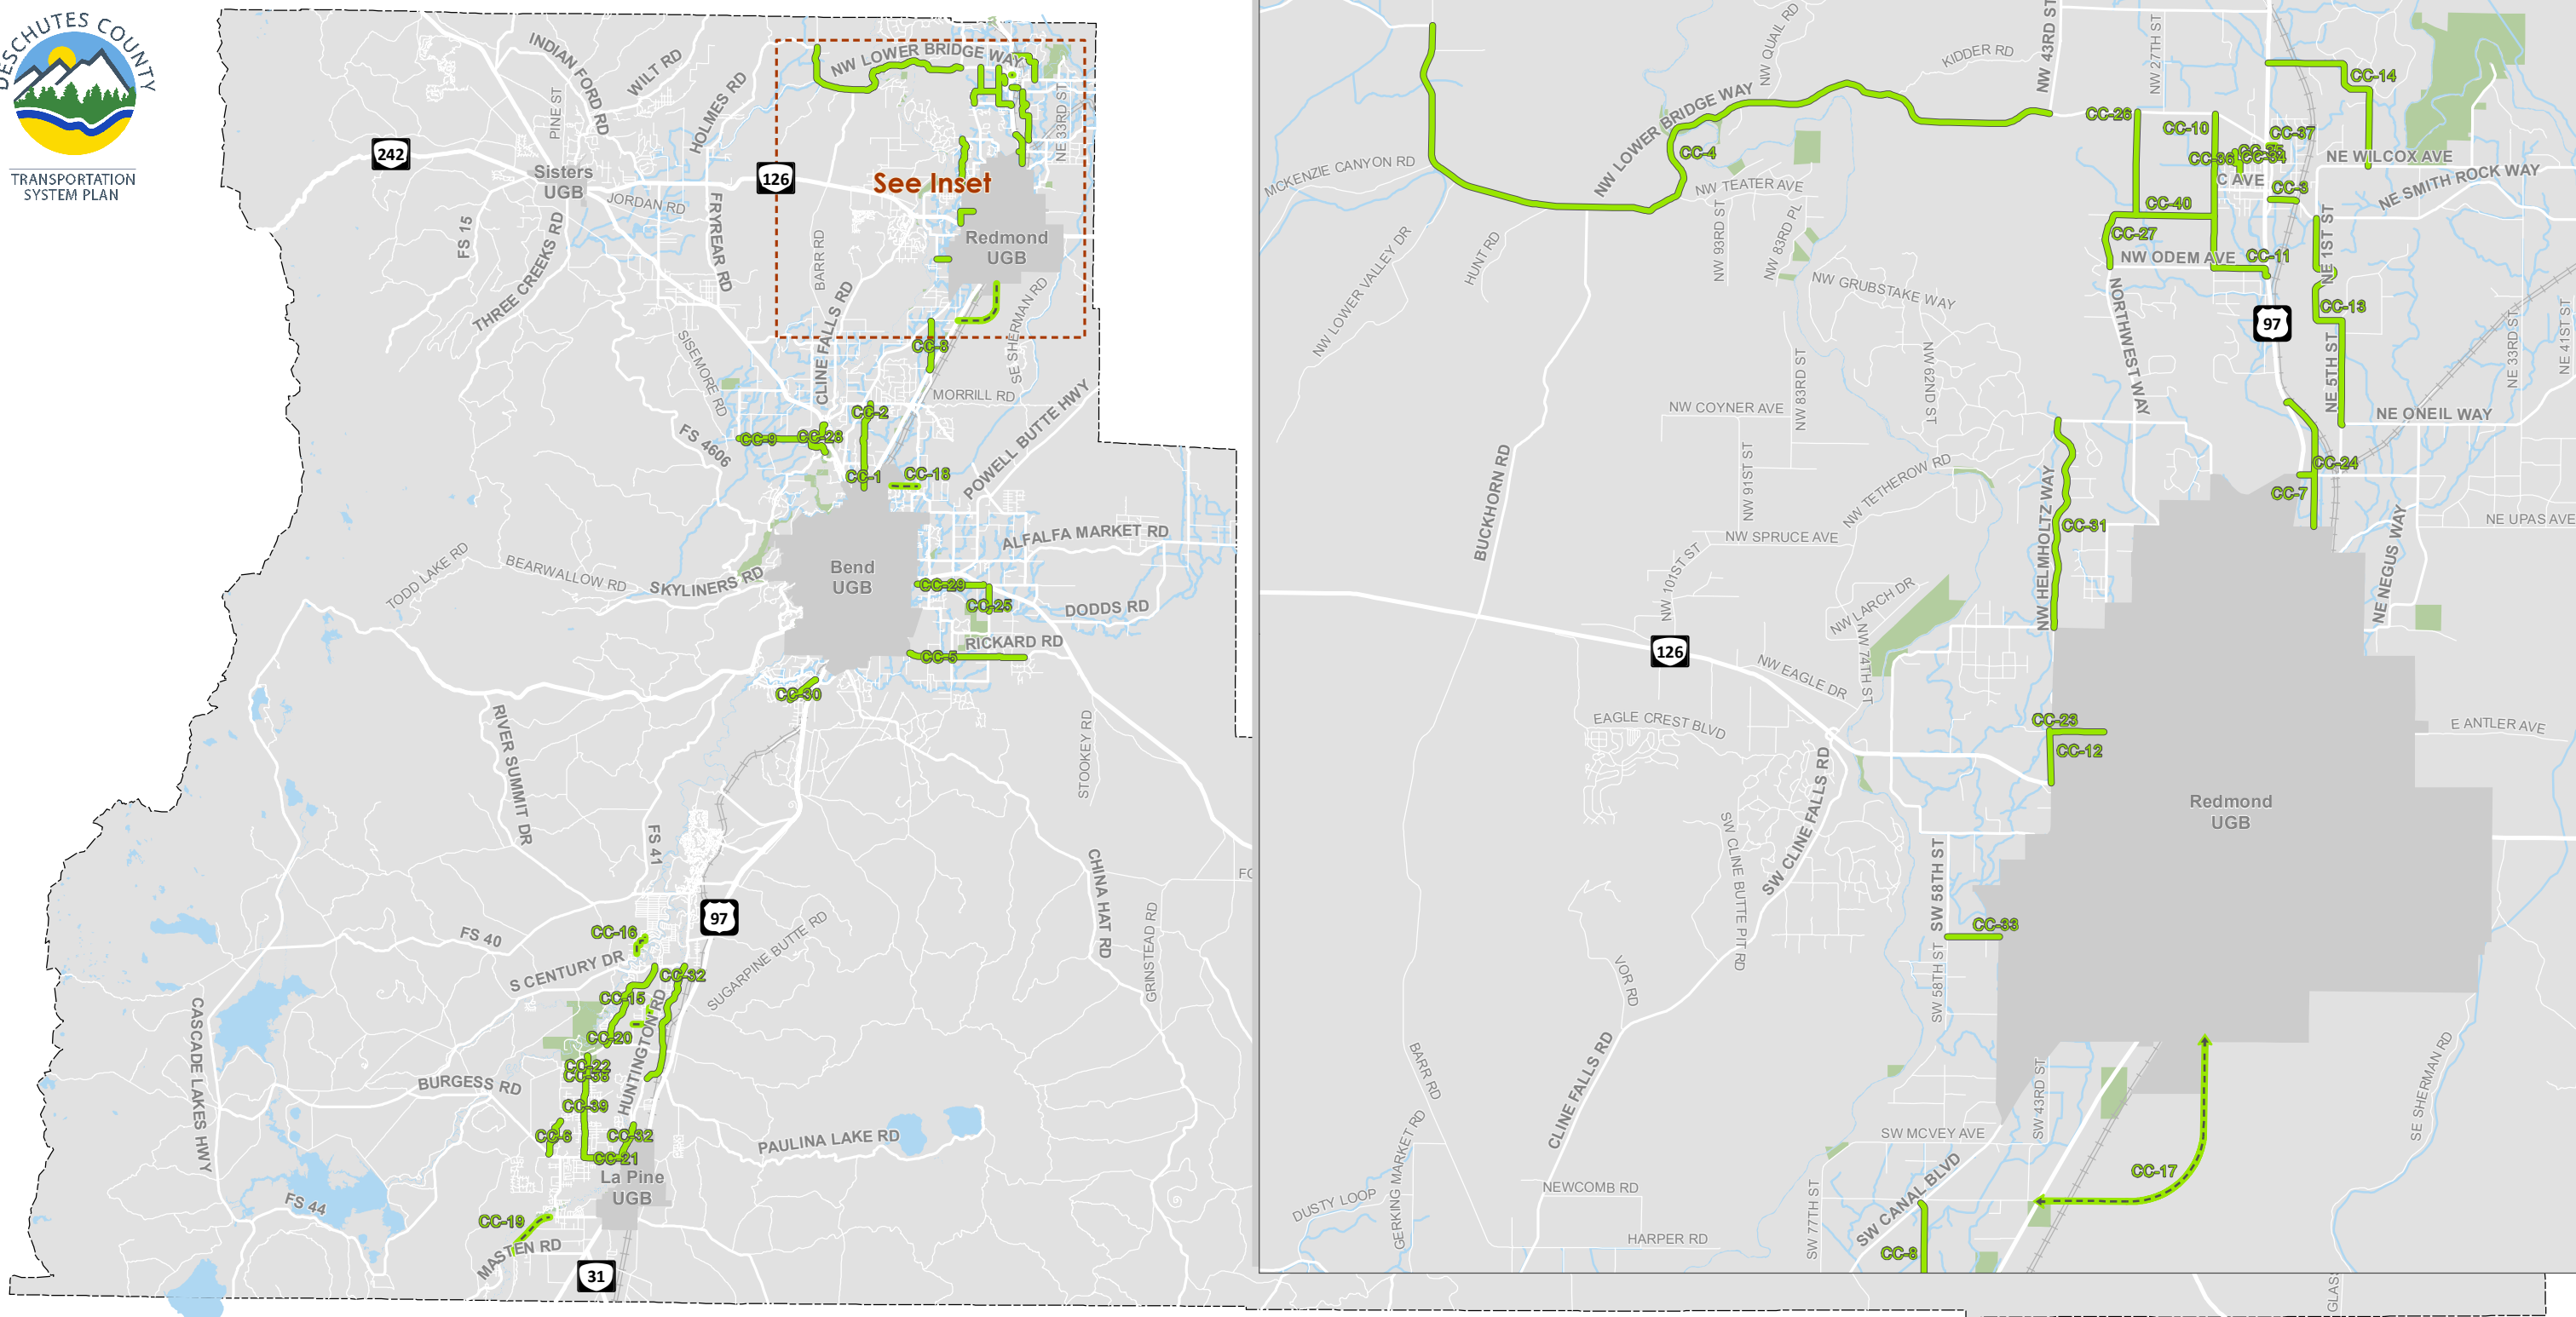 DESCHUTES COUNTY
TRANSPORTATION
SYSTEM PLAN
INDIAN FORD RD
WILT RD
PINE ST
HOLMES RD
NW LOWER BRIDGE WAY
NE 33RD ST
242
Sisters
UGB
126
See Inset
JORDAN RD
FRYREAR RD
FS 15
THREE CREEKS RD
BARR RD
Redmond
UGB
CLINE FALLS RD
SE SHERMAN RD
SISEMORE RD
CC-8
MORRILL RD
POWELL BUTTE HWY
CC-2
CC-9
CC-28
FS 4606
CC-1
CC-18
ALFALFA MARKET RD
TODD LAKE RD
BEARWALLOW RD
SKYLINERS RD
Bend
UGB
CC-29
CC-25
DODDS RD
RICKARD RD
CC-5
CC-30
RIVER SUMMIT DR
STOOKEY RD
FS 41
CHINA HAT RD
97
FS 40
CC-16
S CENTURY DR
CC-32
SUGARPINE BUTTE RD
GRINSTEAD RD
CC-15
CASCADE LAKES HWY
HUNTINGTON RD
CC-20
CC-22
BURGESS RD
CC-39
CC-6
CC-32
PAULINA LAKE RD
CC-21
La Pine
UGB
FS 44
CC-19
MASTEN RD
31
NW QUAIL RD
KIDDER RD
NW 43RD ST
NW 27TH ST
CC-14
NW LOWER BRIDGE WAY
CC-26
CC-10
CC-37
CC-4
CC-36
CC-34
NE WILCOX AVE
MCKENZIE CANYON RD
NW TEATER AVE
C AVE
CC-3
NE SMITH ROCK WAY
CC-40
NW 93RD ST
NW 83RD PL
CC-27
NE 1ST ST
NW LOWER VALLEY DR
HUNT RD
NW ODEM AVE
CC-11
NW GRUBSTAKE WAY
NORTHWEST WAY
CC-13
97
NE 33RD ST
NE 41ST ST
NW 83RD ST
NW 62ND ST
NE 5TH ST
NW COYNER AVE
NE ONEIL WAY
BUCKHORN RD
NW 91ST ST
NW TETHEROW RD
NW HELMHOLTZ WAY
CC-24
CC-7
CC-31
NW SPRUCE AVE
NE UPAS AVE
NW 101ST ST
NW LARCH DR
NE NEGUS WAY
126
NW 74TH ST
NW EAGLE DR
EAGLE CREST BLVD
CC-23
E ANTLER AVE
CC-12
SW CLINE FALLS RD
Redmond
UGB
SW CLINE BUTTE PIT RD
SW 58TH ST
CC-33
SW 58TH ST
VOR RD
BARR RD
CLINE FALLS RD
SW 43RD ST
SE SHERMAN RD
SW MCVEY AVE
GERKING MARKET RD
CC-17
DUSTY LOOP
NEWCOMB RD
SW 77TH ST
SW CANAL BLVD
HARPER RD
CC-8
GLAS